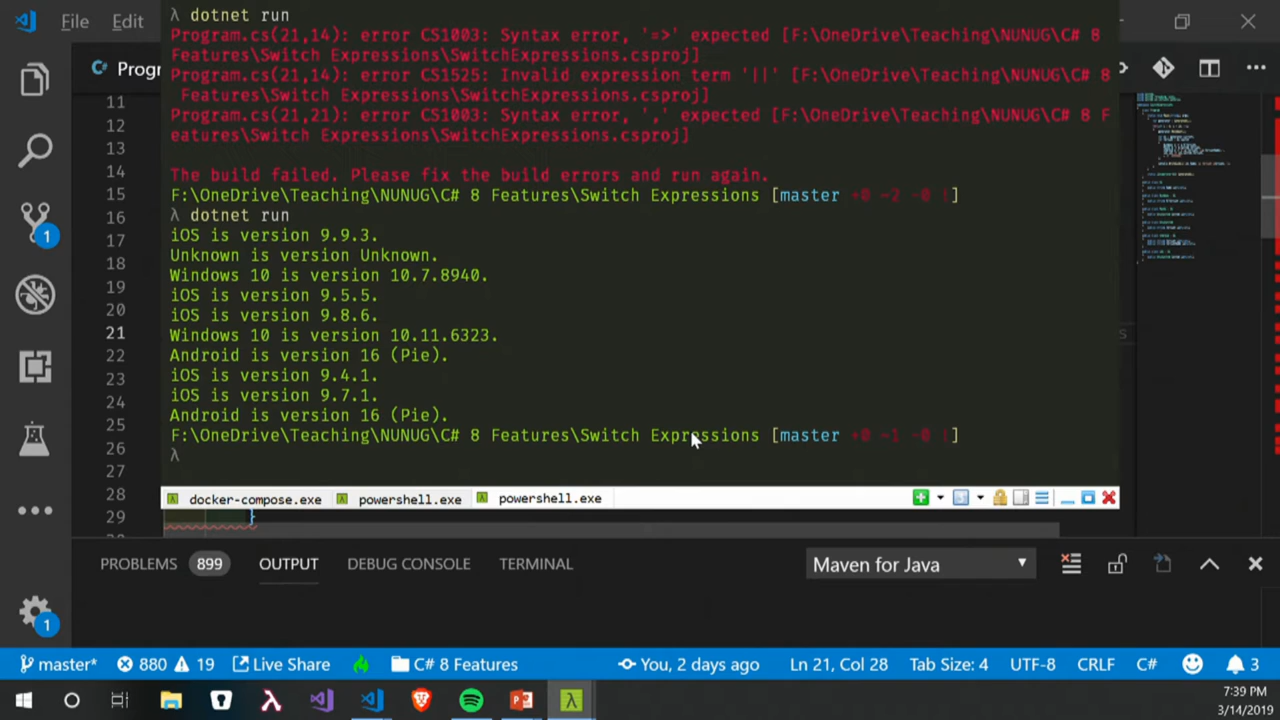 File Edit
λ dotnet run
Program.cs(21,14): error CS1003: Syntax error, '=>' expected [F:\OneDrive\Teaching\NUNUG\C# 8
Features\Switch Expressions\SwitchExpressions.csproj]
Program.cs(21,14): error CS1525: Invalid expression term '||' [F:\OneDrive\Teaching\NUNUG\C# 8
Features\Switch Expressions\SwitchExpressions.csproj]
Program.cs(21,21): error CS1003: Syntax error, ',' expected [F:\OneDrive\Teaching\NUNUG\C# 8 F
eatures\Switch Expressions\SwitchExpressions.csproj]
The build failed. Please fix the build errors and run again.
F:\OneDrive\Teaching\NUNUG\C# 8 Features\Switch Expressions [master +0 ~2 -0 !]
λ dotnet run
iOS is version 9.9.3.
Unknown is version Unknown.
Windows 10 is version 10.7.8940.
iOS is version 9.5.5.
iOS is version 9.8.6.
Windows 10 is version 10.11.6323.
Android is version 16 (Pie).
iOS is version 9.4.1.
iOS is version 9.7.1.
Android is version 16 (Pie).
F:\OneDrive\Teaching\NUNUG\C# 8 Features\Switch Expressions [master +0 ~1 -0 !]
λ
docker-compose.exe powershell.exe powershell.exe
C# Progr
11
12
13
14
15
16
17
18
19
20
21
22
23
24
25
26
27
28
29 }
1
1
PROBLEMS 899 OUTPUT DEBUG CONSOLE TERMINAL Maven for Java
master* 880 19 Live Share C# 8 Features You, 2 days ago Ln 21, Col 28 Tab Size: 4 UTF-8 CRLF C# 3
7:39 PM
3/14/2019